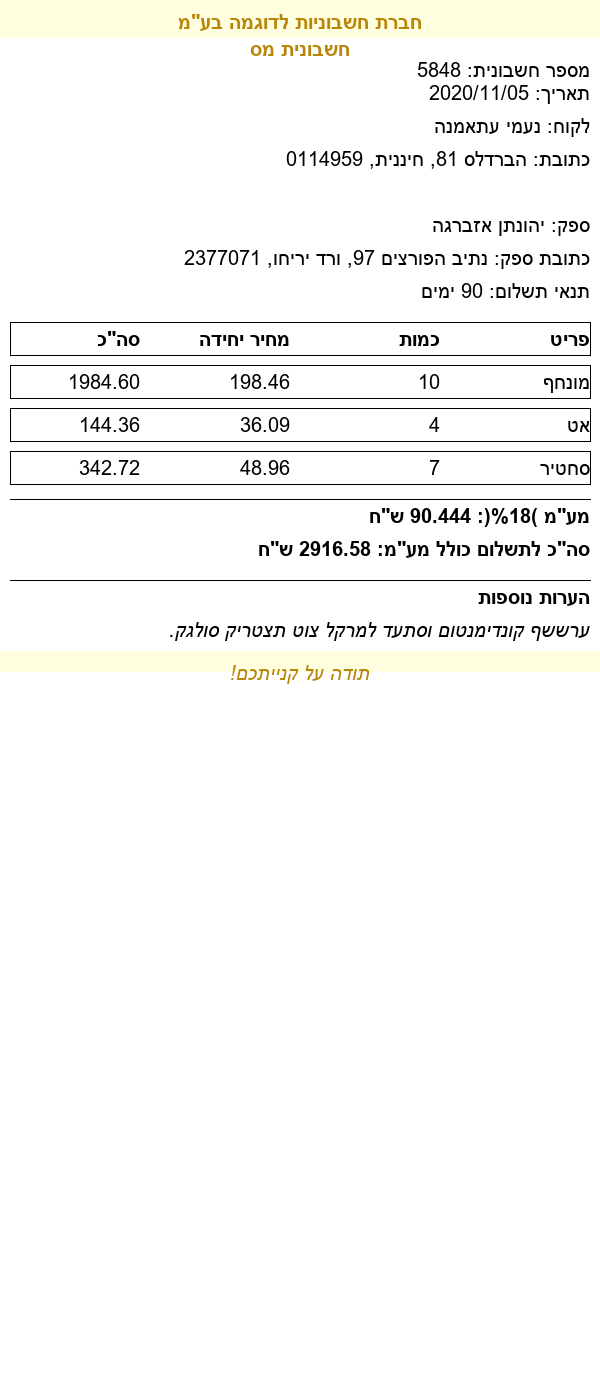 חברת חשבוניות לדוגמה בע"מ
חשבונית מס
מספר חשבונית: 5848
תאריך: 2020/11/05
לקוח: נעמי עתאמנה
כתובת: הברדלס 81, חיננית, 0114959
ספק: יהונתן אזברגה
כתובת ספק: נתיב הפורצים 97, ורד יריחו, 2377071
תנאי תשלום: 90 ימים
פריט כמות מחיר יחידה סה"כ
מונחף 10 198.46 1984.60
אט 4 36.09 144.36
סחטיר 7 48.96 342.72
מע"מ )18%(: 90.444 ש"ח
סה"כ לתשלום כולל מע"מ: 2916.58 ש"ח
הערות נוספות
ערששף קונדימנטום וסתעד למרקל צוט תצטריק סולגק.
תודה על קנייתכם!